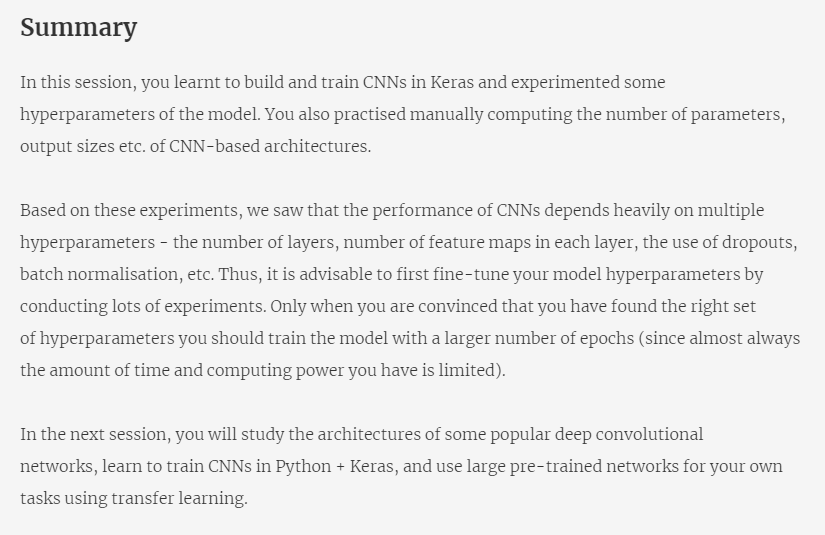 Summary
In this session, you learnt to build and train CNNs in Keras and experimented some
hyperparameters of the model. You also practised manually computing the number of parameters,
output sizes etc. of CNN-based architectures.
Based on these experiments, we saw that the performance of CNNs depends heavily on multiple
hyperparameters - the number of layers, number of feature maps in each layer, the use of dropouts,
batch normalisation, etc. Thus, it is advisable to first fine-tune your model hyperparameters by
conducting lots of experiments. Only when you are convinced that you have found the right set
of hyperparameters you should train the model with a larger number of epochs (since almost always
the amount of time and computing power you have is limited).
In the next session, you will study the architectures of some popular deep convolutional
networks, learn to train CNNs in Python + Keras, and use large pre-trained networks for your own
tasks using transfer learning.